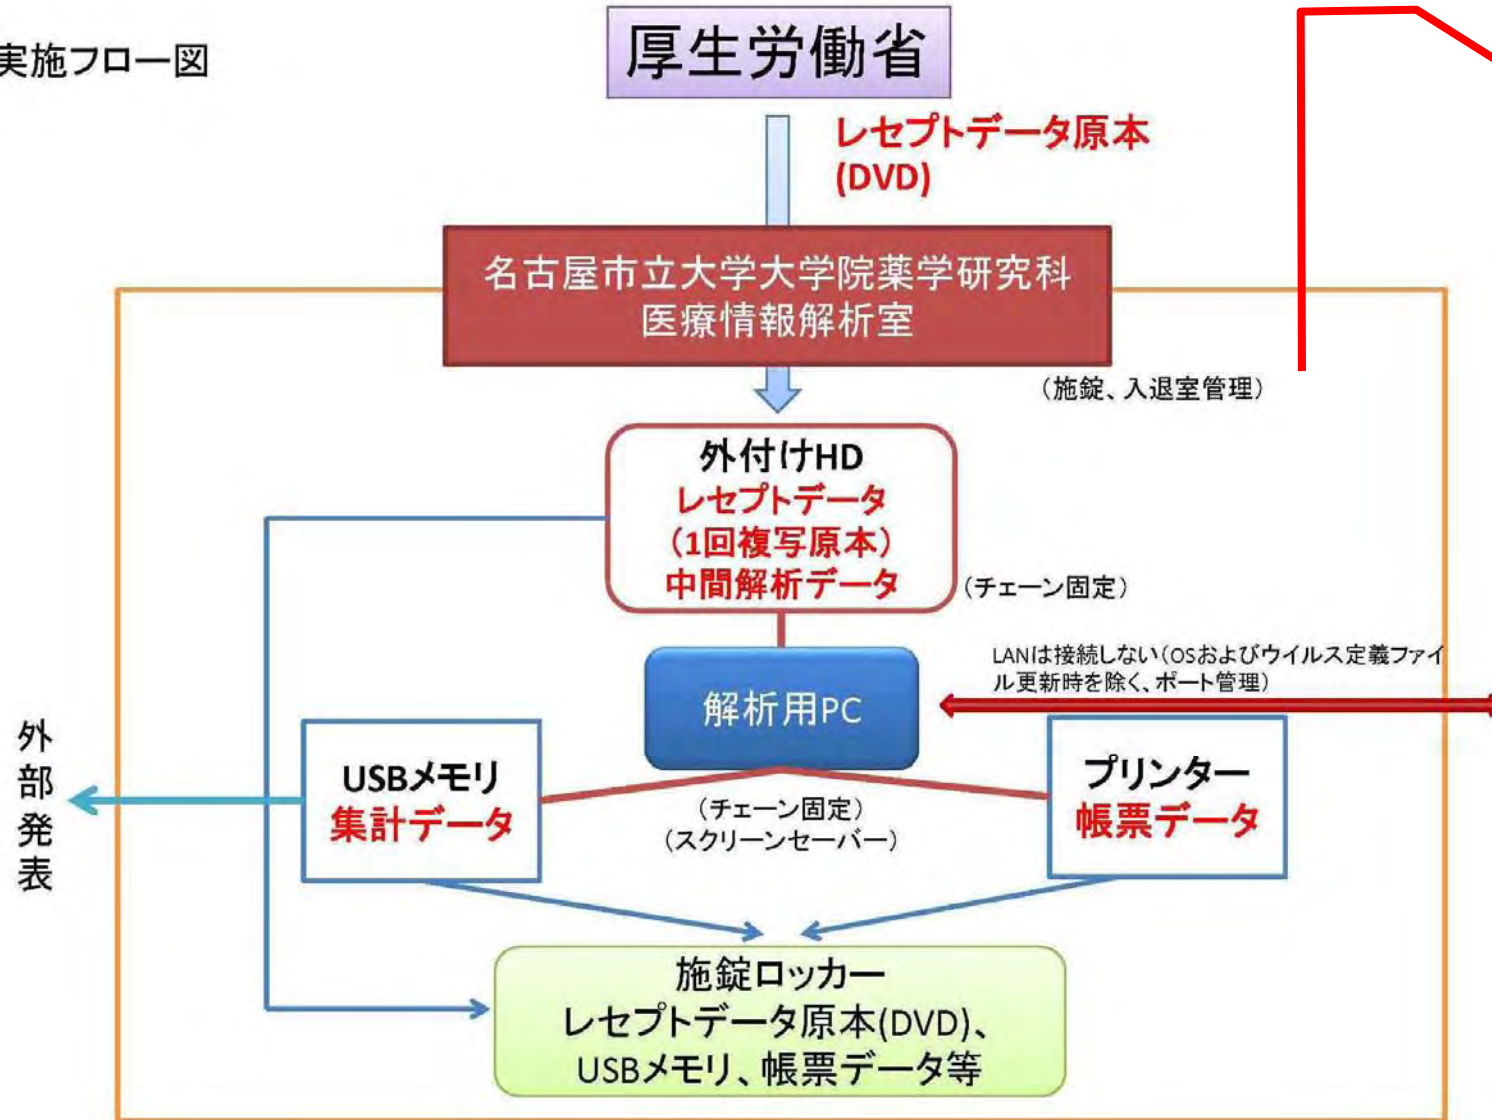 実施フロー図
厚生労働省
レセプトデータ原本
(DVD)
名古屋市立大学大学院薬学研究科
医療情報解析室
（施錠、入退室管理）
外付けHD
レセプトデータ
（1回複写原本）
中間解析データ
（チェーン固定）
LANは接続しない（OSおよびウイルス定義ファイ
ル更新時を除く、ポート管理）
解析用PC
外部発表
USBメモリ
集計データ
（チェーン固定）
（スクリーンセーバー）
プリンター
帳票データ
施錠ロッカー
レセプトデータ原本(DVD)、
USBメモリ、帳票データ等